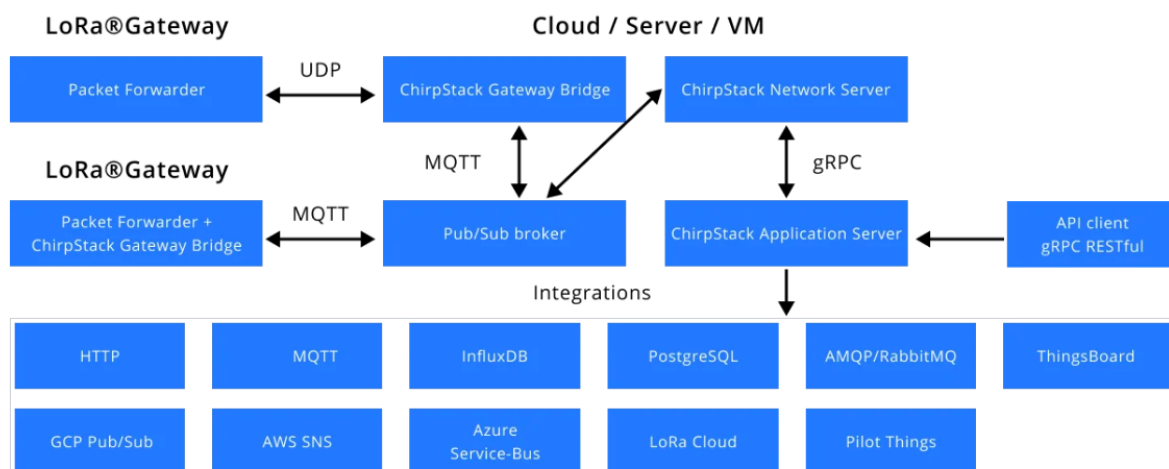 LoRa®Gateway
Cloud / Server / VM
Packet Forwarder
UDP
ChirpStack Gateway Bridge
ChirpStack Network Server
LoRa®Gateway
MQTT
gRPC
Packet Forwarder +
ChirpStack Gateway Bridge
MQTT
Pub/Sub broker
ChirpStack Application Server
API client
gRPC RESTful
Integrations
HTTP
MQTT
InfluxDB
PostgreSQL
AMQP/RabbitMQ
ThingsBoard
GCP Pub/Sub
AWS SNS
Azure
Service-Bus
LoRa Cloud
Pilot Things